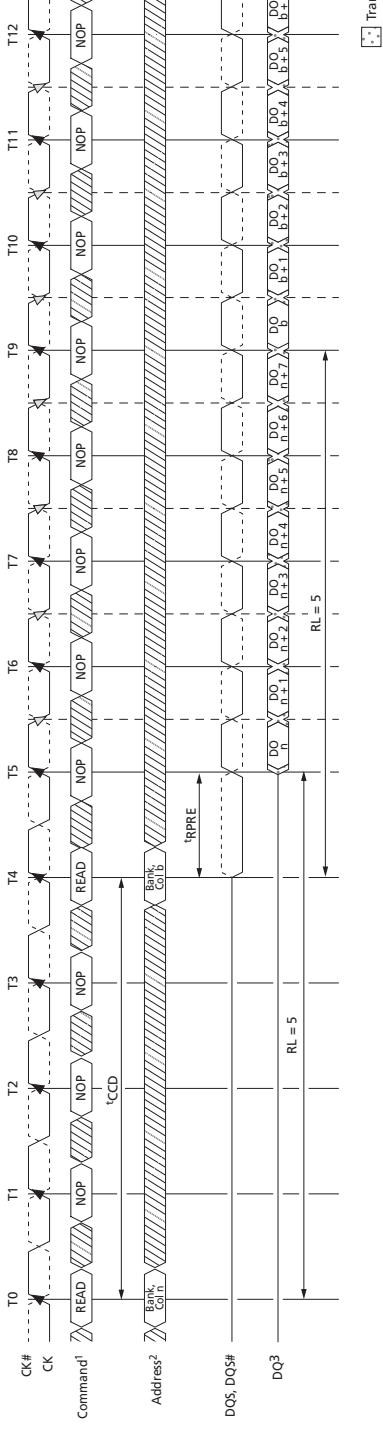 T0 T1 T2 T3 T4 T5 T6 T7 T8 T9 T10 T11 T12
CK#
CK
Command1 READ NOP NOP NOP READ NOP NOP NOP NOP NOP NOP NOP NOP
tCCD
Address2 Bank, Col n Bank, Col b
tRPRE
DQS, DQS#
DQ3 DO n DO n + 1 DO n + 2 DO n + 3 DO n + 4 DO n + 5 DO n + 6 DO n + 7 DO b DO b + 1 DO b + 2 DO b + 3 DO b + 4 DO b + 5 DO b +
RL = 5
RL = 5
Tra